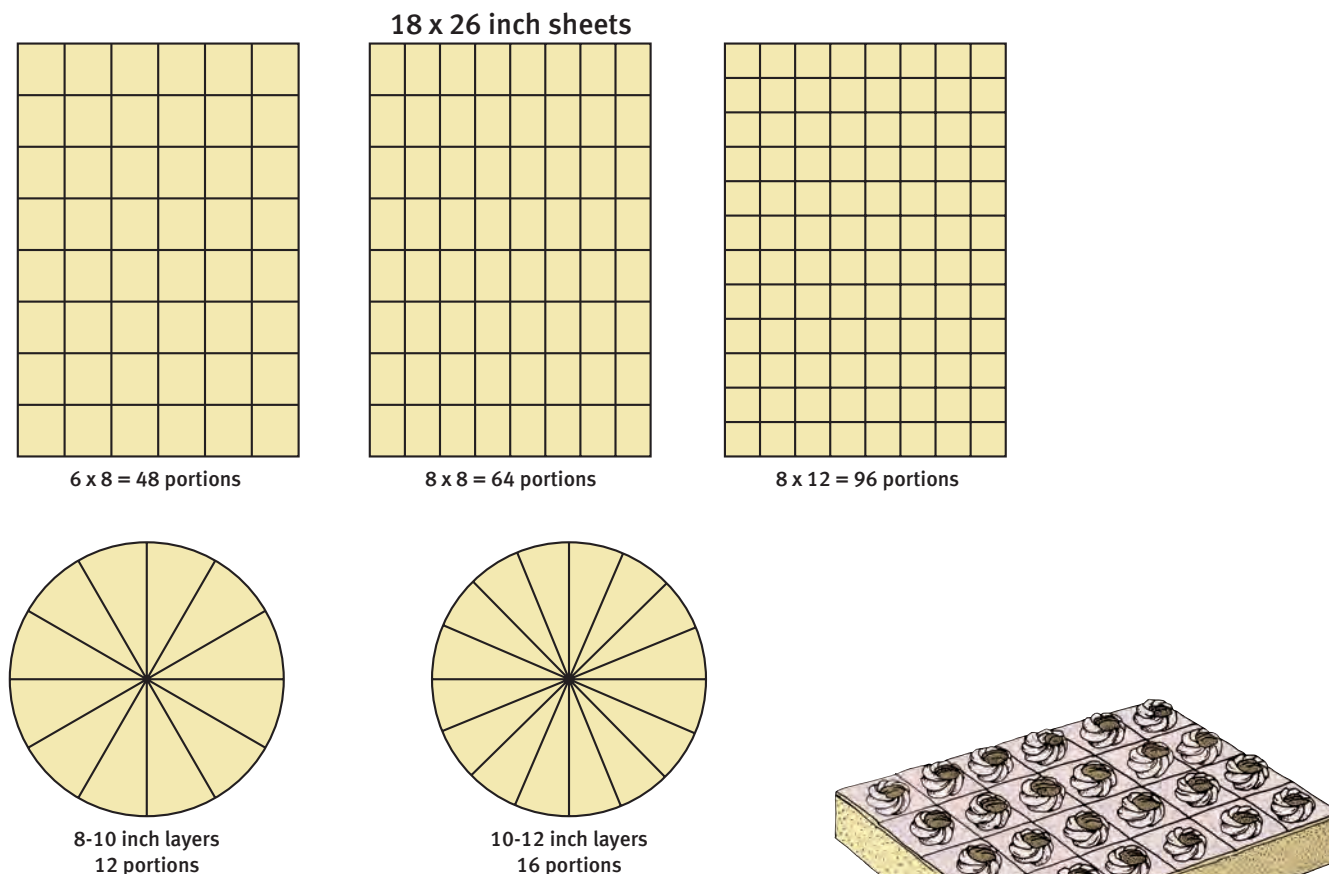 18 x 26 inch sheets
6 x 8 = 48 portions
8 x 8 = 64 portions
8 x 12 = 96 portions
8-10 inch layers
12 portions
10-12 inch layers
16 portions